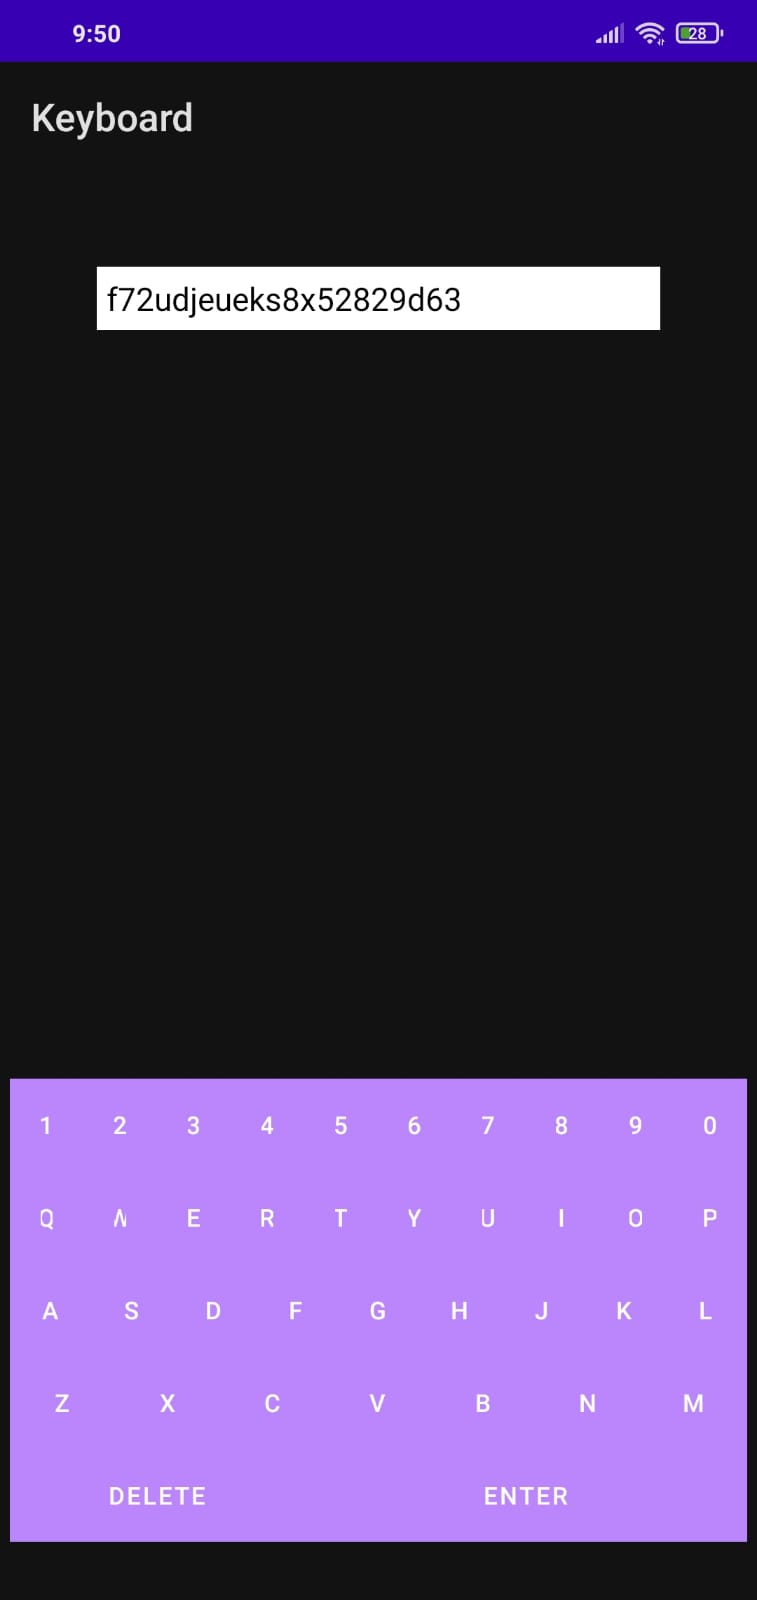 9:50
28
Keyboard
f72udjeueks8x52829d63
1 2 3 4 5 6 7 8 9 0
Q W E R T Y U I O P
A S D F G H J K L
Z X C V B N M
DELETE ENTER